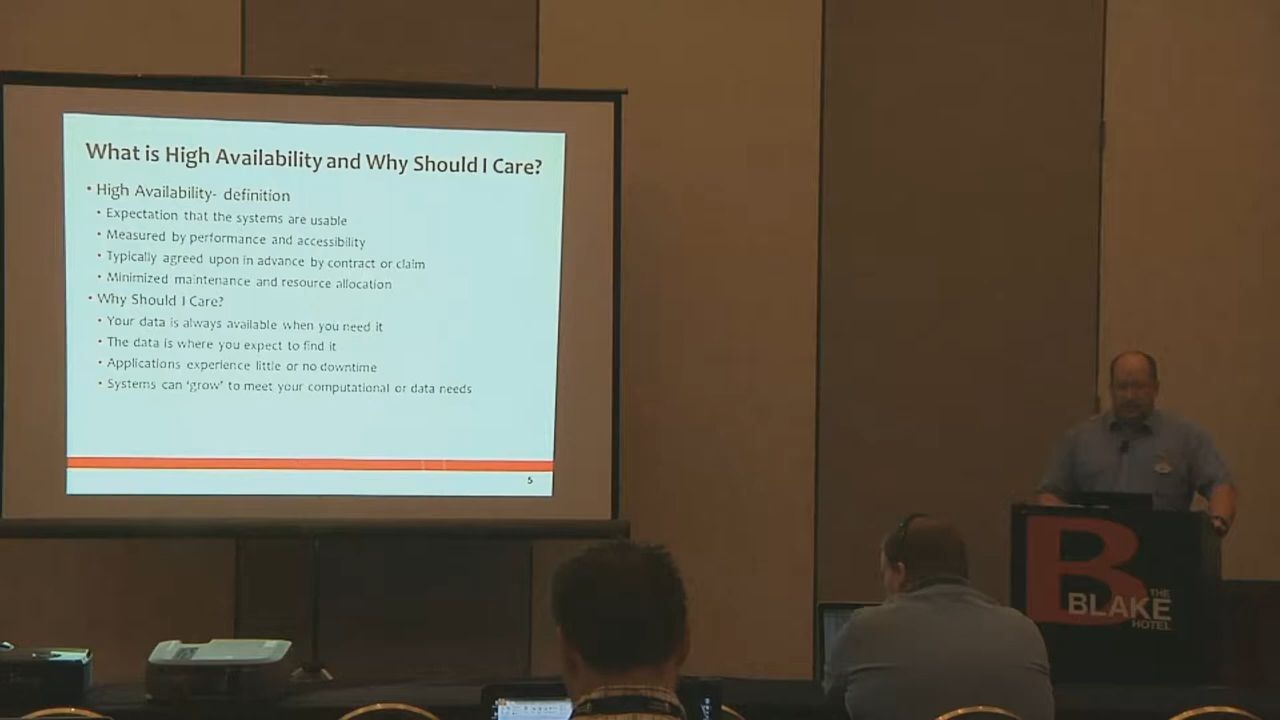 What is High Availability and Why Should I Care?
• High Availability- definition
• Expectation that the systems are usable
• Measured by performance and accessibility
• Typically agreed upon in advance by contract or claim
• Minimized maintenance and resource allocation
• Why Should I Care?
• Your data is always available when you need it
• The data is where you expect to find it
• Applications experience little or no downtime
• Systems can 'grow' to meet your computational or data needs
5
B
THE
BLAKE
HOTEL